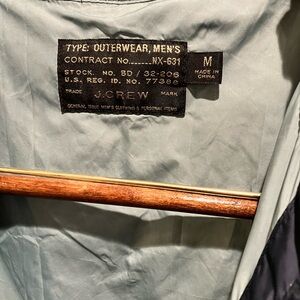 TYPE: OUTERWEAR, MEN'S
CONTRACT No.......NX-631
STOCK. NO. BD / 32-206
U.S. REG. ID. NO. 77388
TRADE J.CREW MARK
GENERAL ISSUE MEN'S CLOTHING & PERSONAL ITEMS
M
MADE IN
CHINA